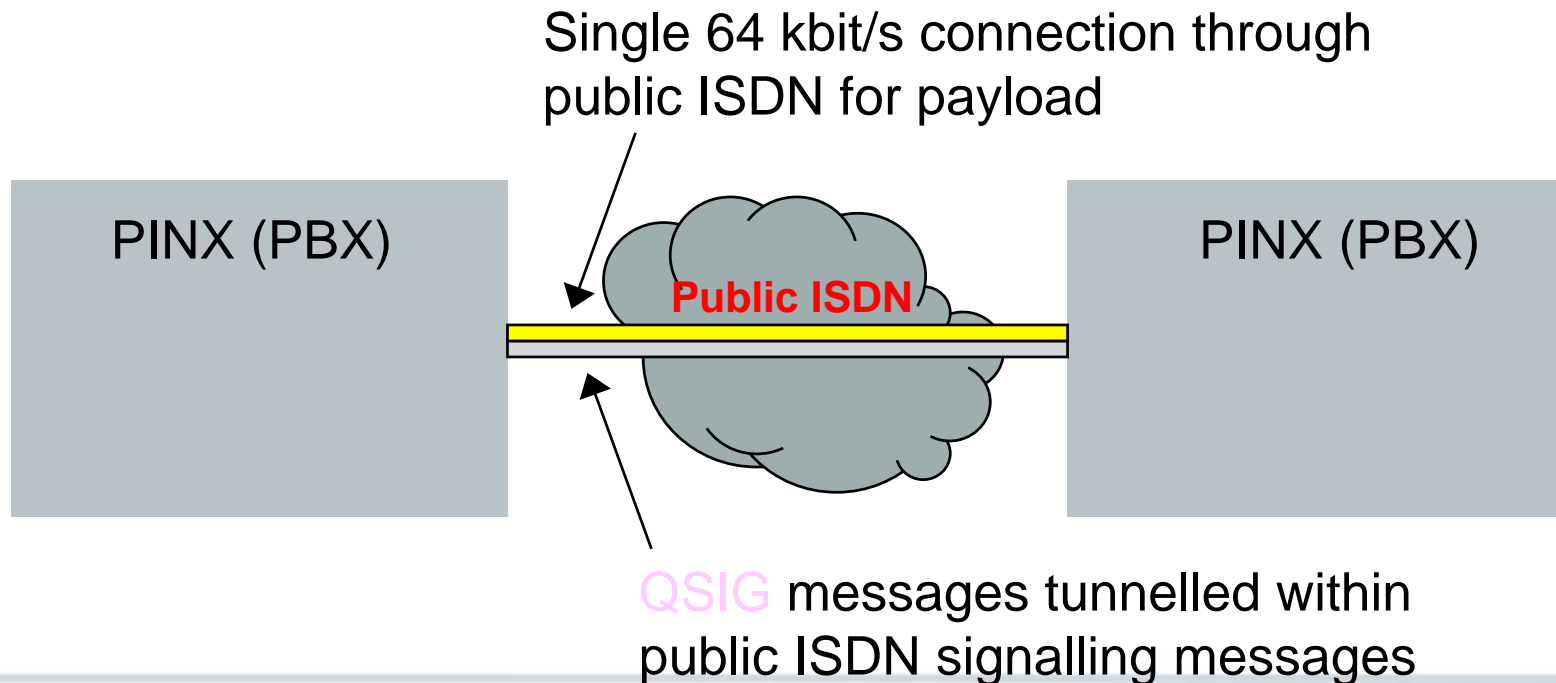 Single 64 kbit/s connection through
public ISDN for payload
PINX (PBX)
PINX (PBX)
Public ISDN
QSIG messages tunnelled within
public ISDN signalling messages